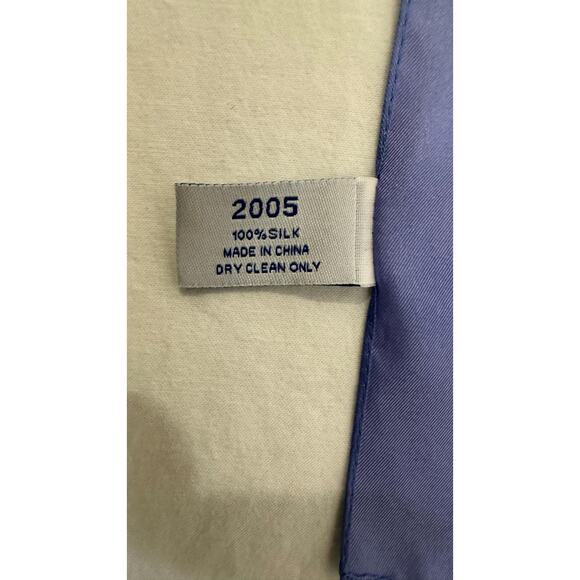 2005
100% SILK
MADE IN CHINA
DRY CLEAN ONLY